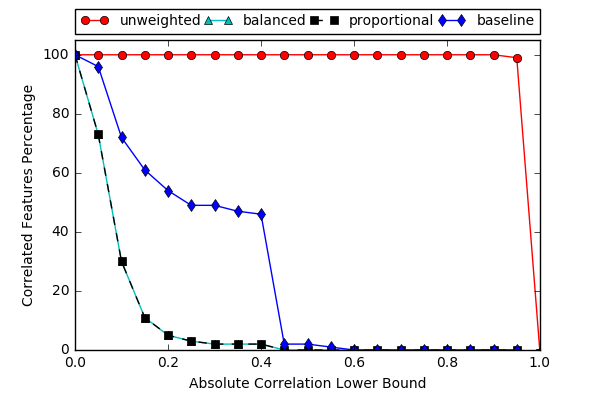 unweighted balanced proportional baseline
Correlated Features Percentage
100
80
60
40
20
0
0.0 0.2 0.4 0.6 0.8 1.0
Absolute Correlation Lower Bound